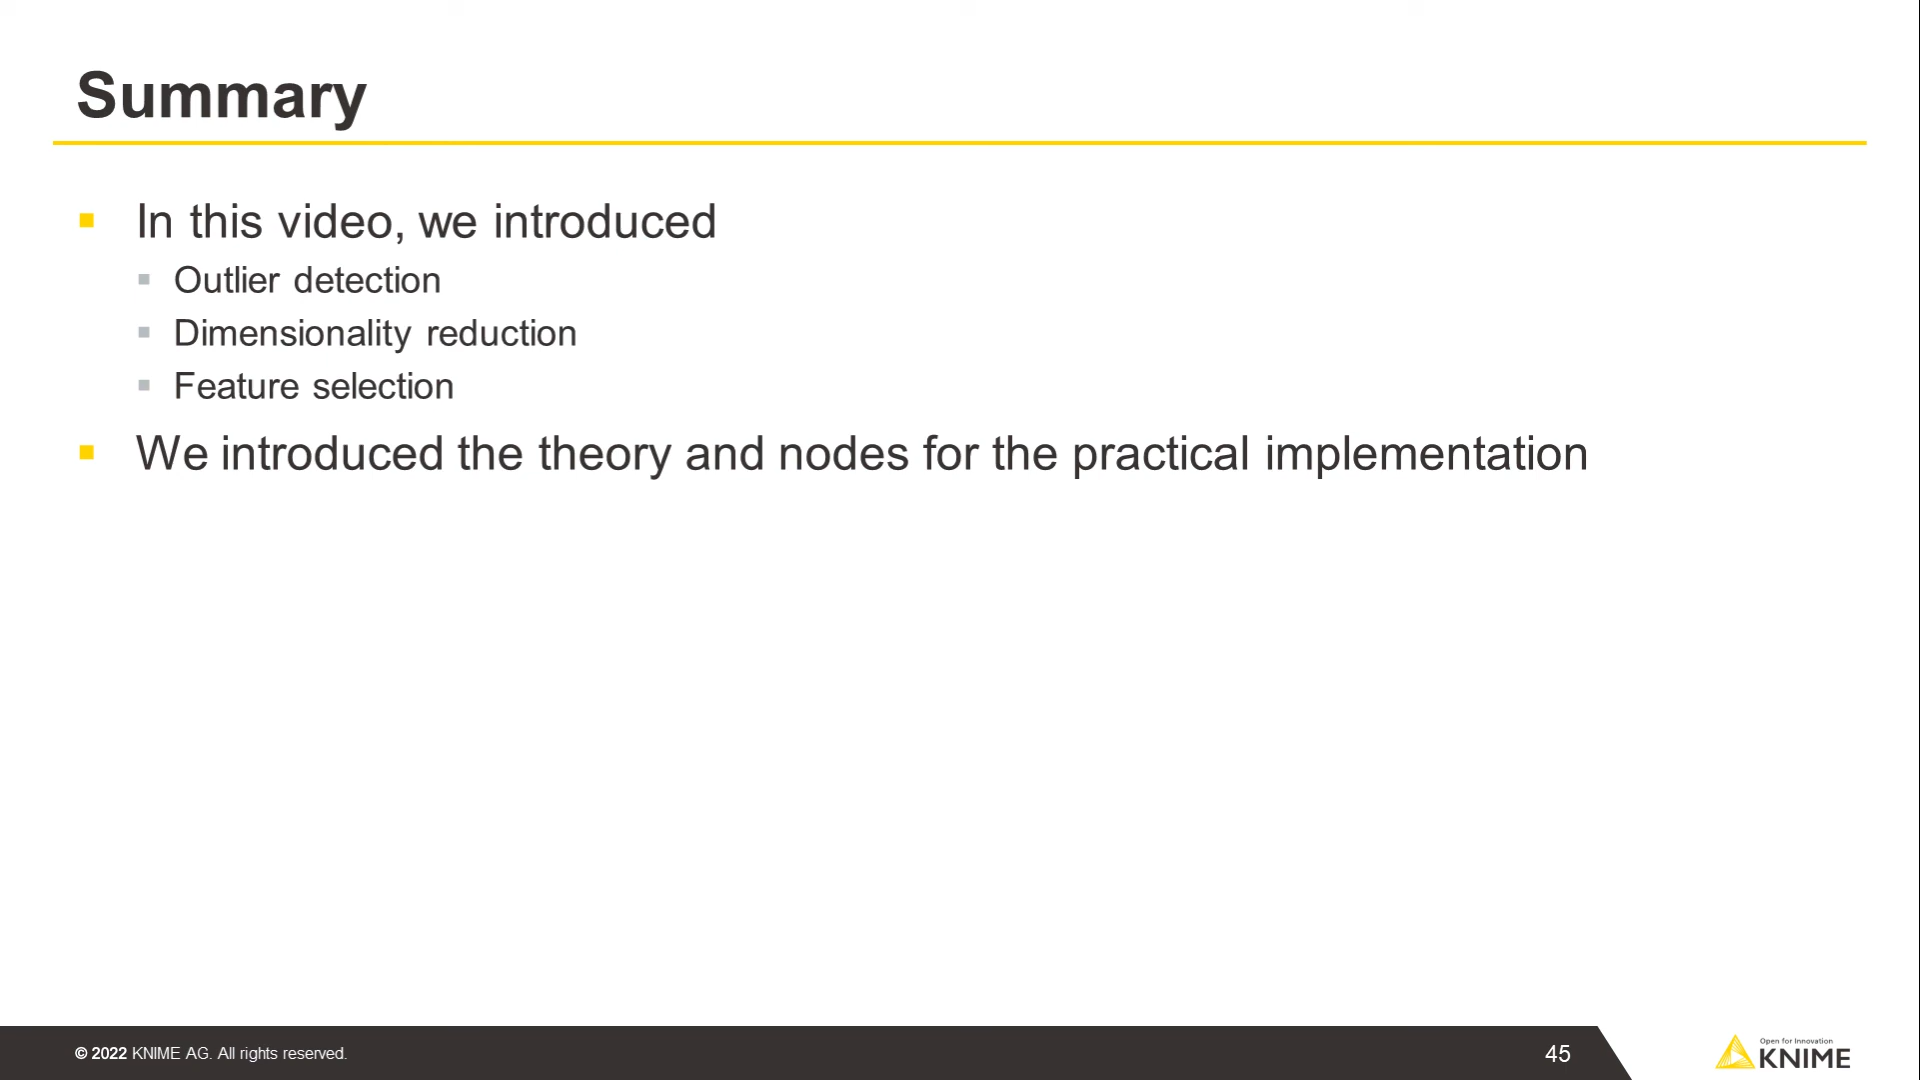 Summary
In this video, we introduced
Outlier detection
Dimensionality reduction
Feature selection
We introduced the theory and nodes for the practical implementation
© 2022 KNIME AG. All rights reserved.
45
Open for Innovation
KNIME